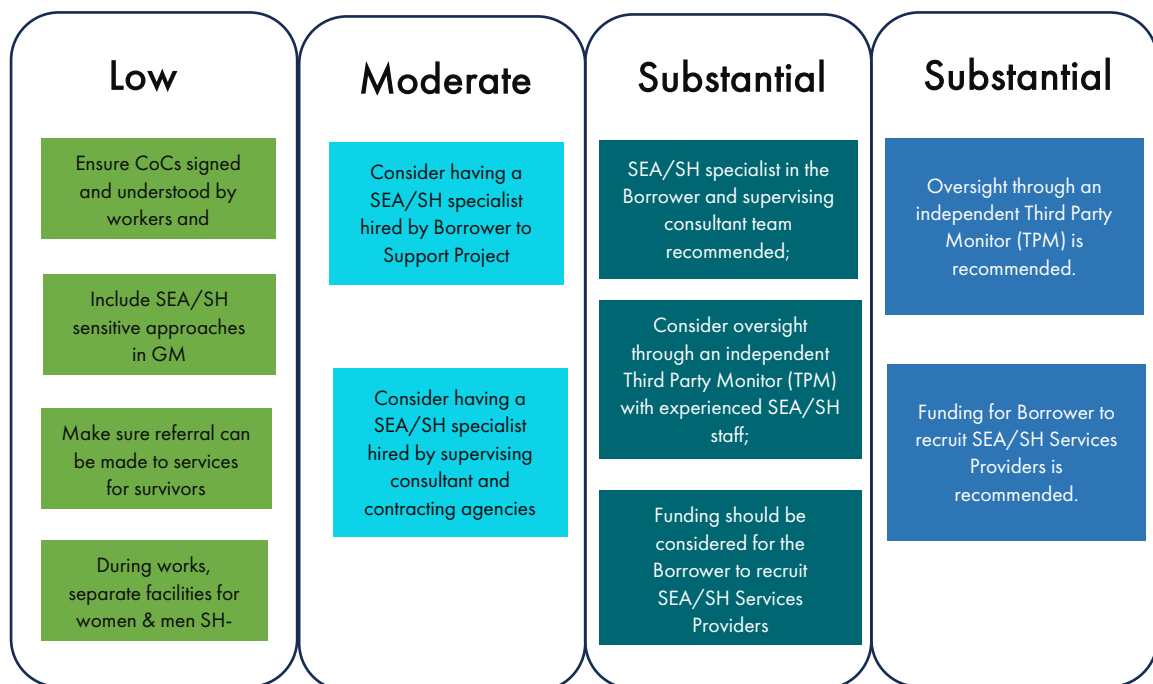 Low
Ensure CoCs signed
and understood by
workers and
Include SEA/SH
sensitive approaches
in GM
Make sure referral can
be made to services
for survivors
During works,
separate facilities for
women & men SH-
Moderate
Consider having a
SEA/SH specialist
hired by Borrower to
Support Project
Consider having a
SEA/SH specialist
hired by supervising
consultant and
contracting agencies
Substantial
SEA/SH specialist in the
Borrower and supervising
consultant team
recommended;
Consider oversight
through an independent
Third Party Monitor (TPM)
with experienced SEA/SH
staff;
Funding should be
considered for the
Borrower to recruit
SEA/SH Services
Providers
Substantial
Oversight through an
independent Third Party
Monitor (TPM) is
recommended.
Funding for Borrower to
recruit SEA/SH Services
Providers is
recommended.